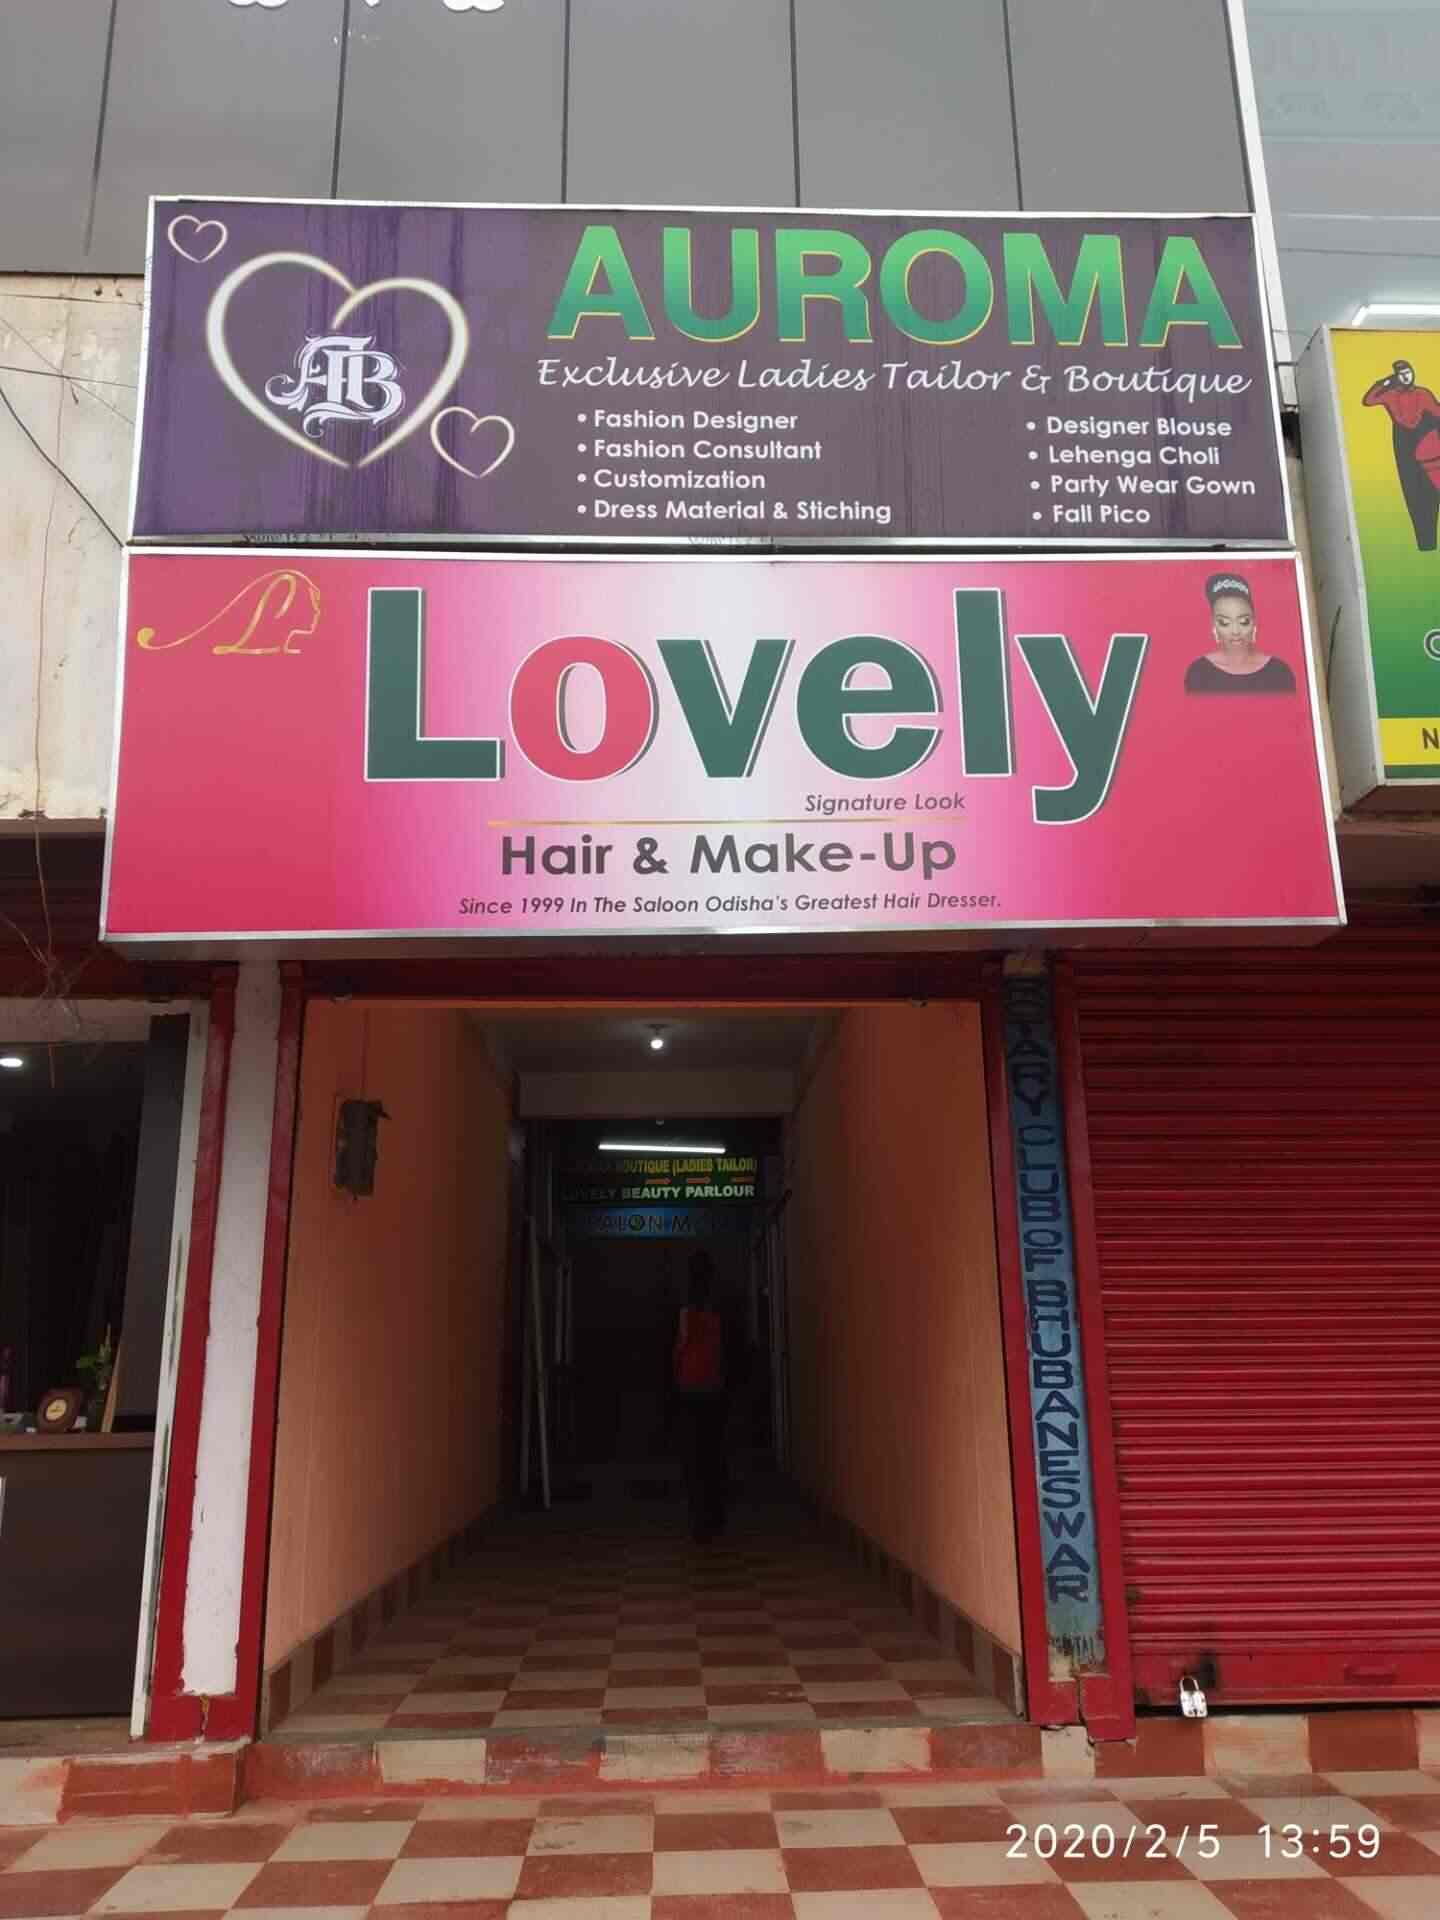 AUROMA
Exclusive Ladies Tailor & Boutique
• Fashion Designer
• Fashion Consultant
• Customization
• Dress Material & Stiching
• Designer Blouse
• Lehenga Choli
• Party Wear Gown
• Fall Pico
ATB
L
Lovely
Signature Look
Hair & Make-Up
Since 1999 In The Saloon Odisha's Greatest Hair Dresser.
BOUTIQUE (LADIES TAILOR)
LOVELY BEAUTY PARLOUR
CLUB OF BHUBANESWAR
2020/2/5 13:59